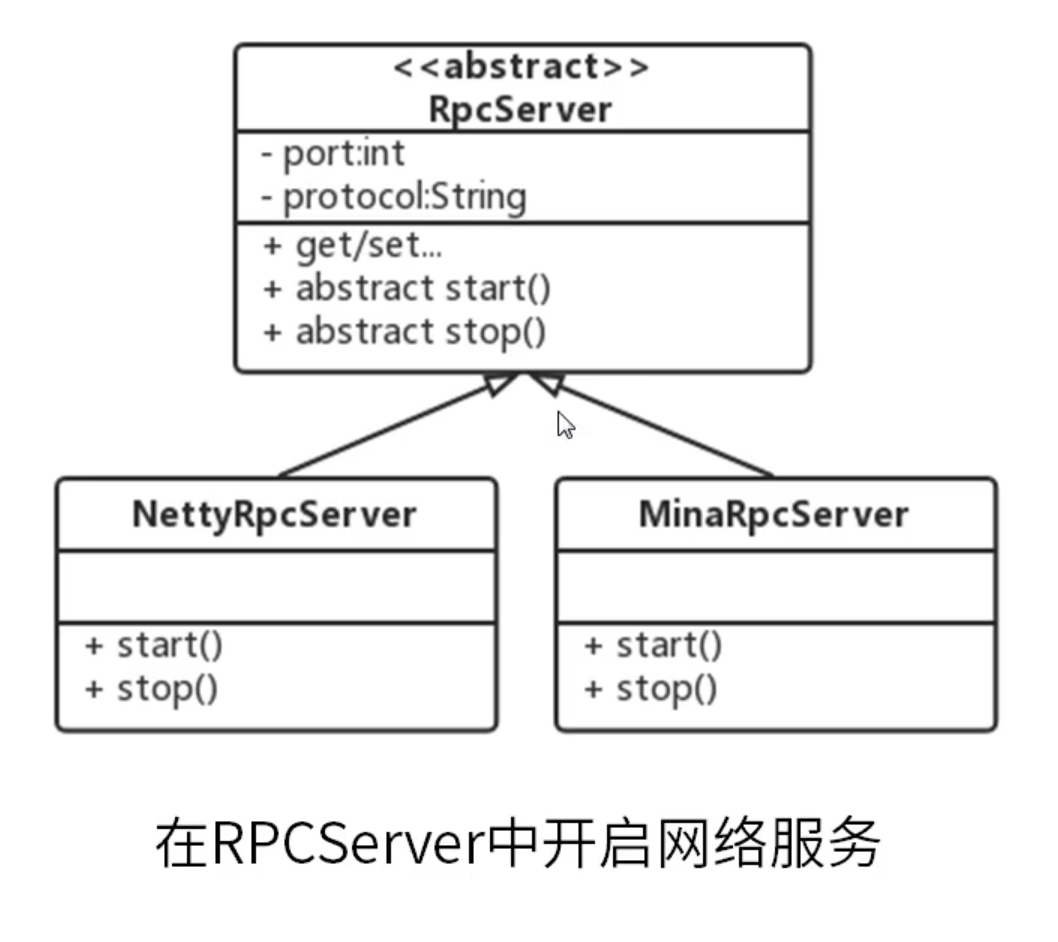 <<abstract>>
RpcServer
- port:int
- protocol:String
+ get/set...
+ abstract start()
+ abstract stop()
NettyRpcServer
+ start()
+ stop()
MinaRpcServer
+ start()
+ stop()
在RPCServer中开启网络服务